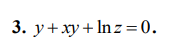 3. y + xy + ln z = 0.